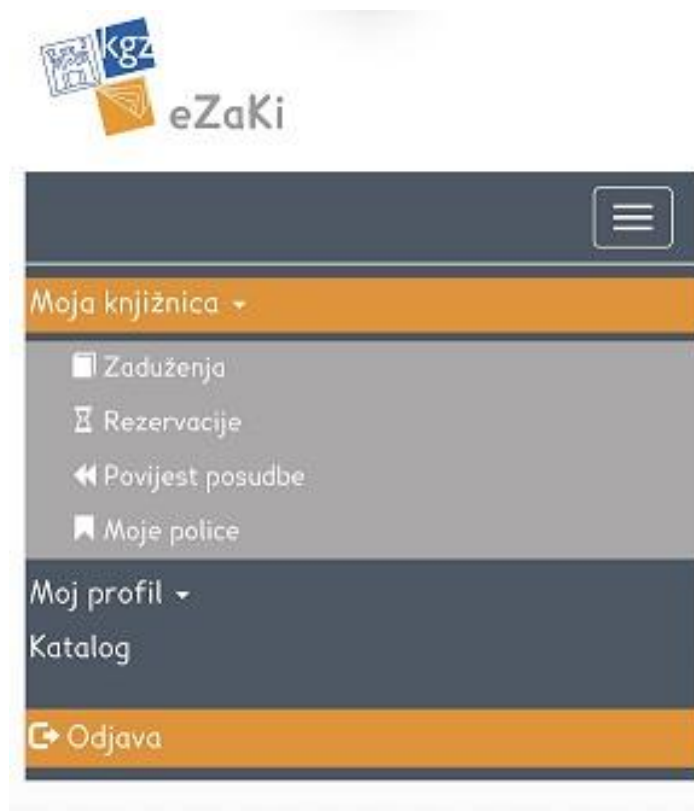 kgz
eZaKi
Moja knjižnica
Zaduženja
Rezervacije
Povijest posudbe
Moje police
Moj profil
Katalog
Odjava